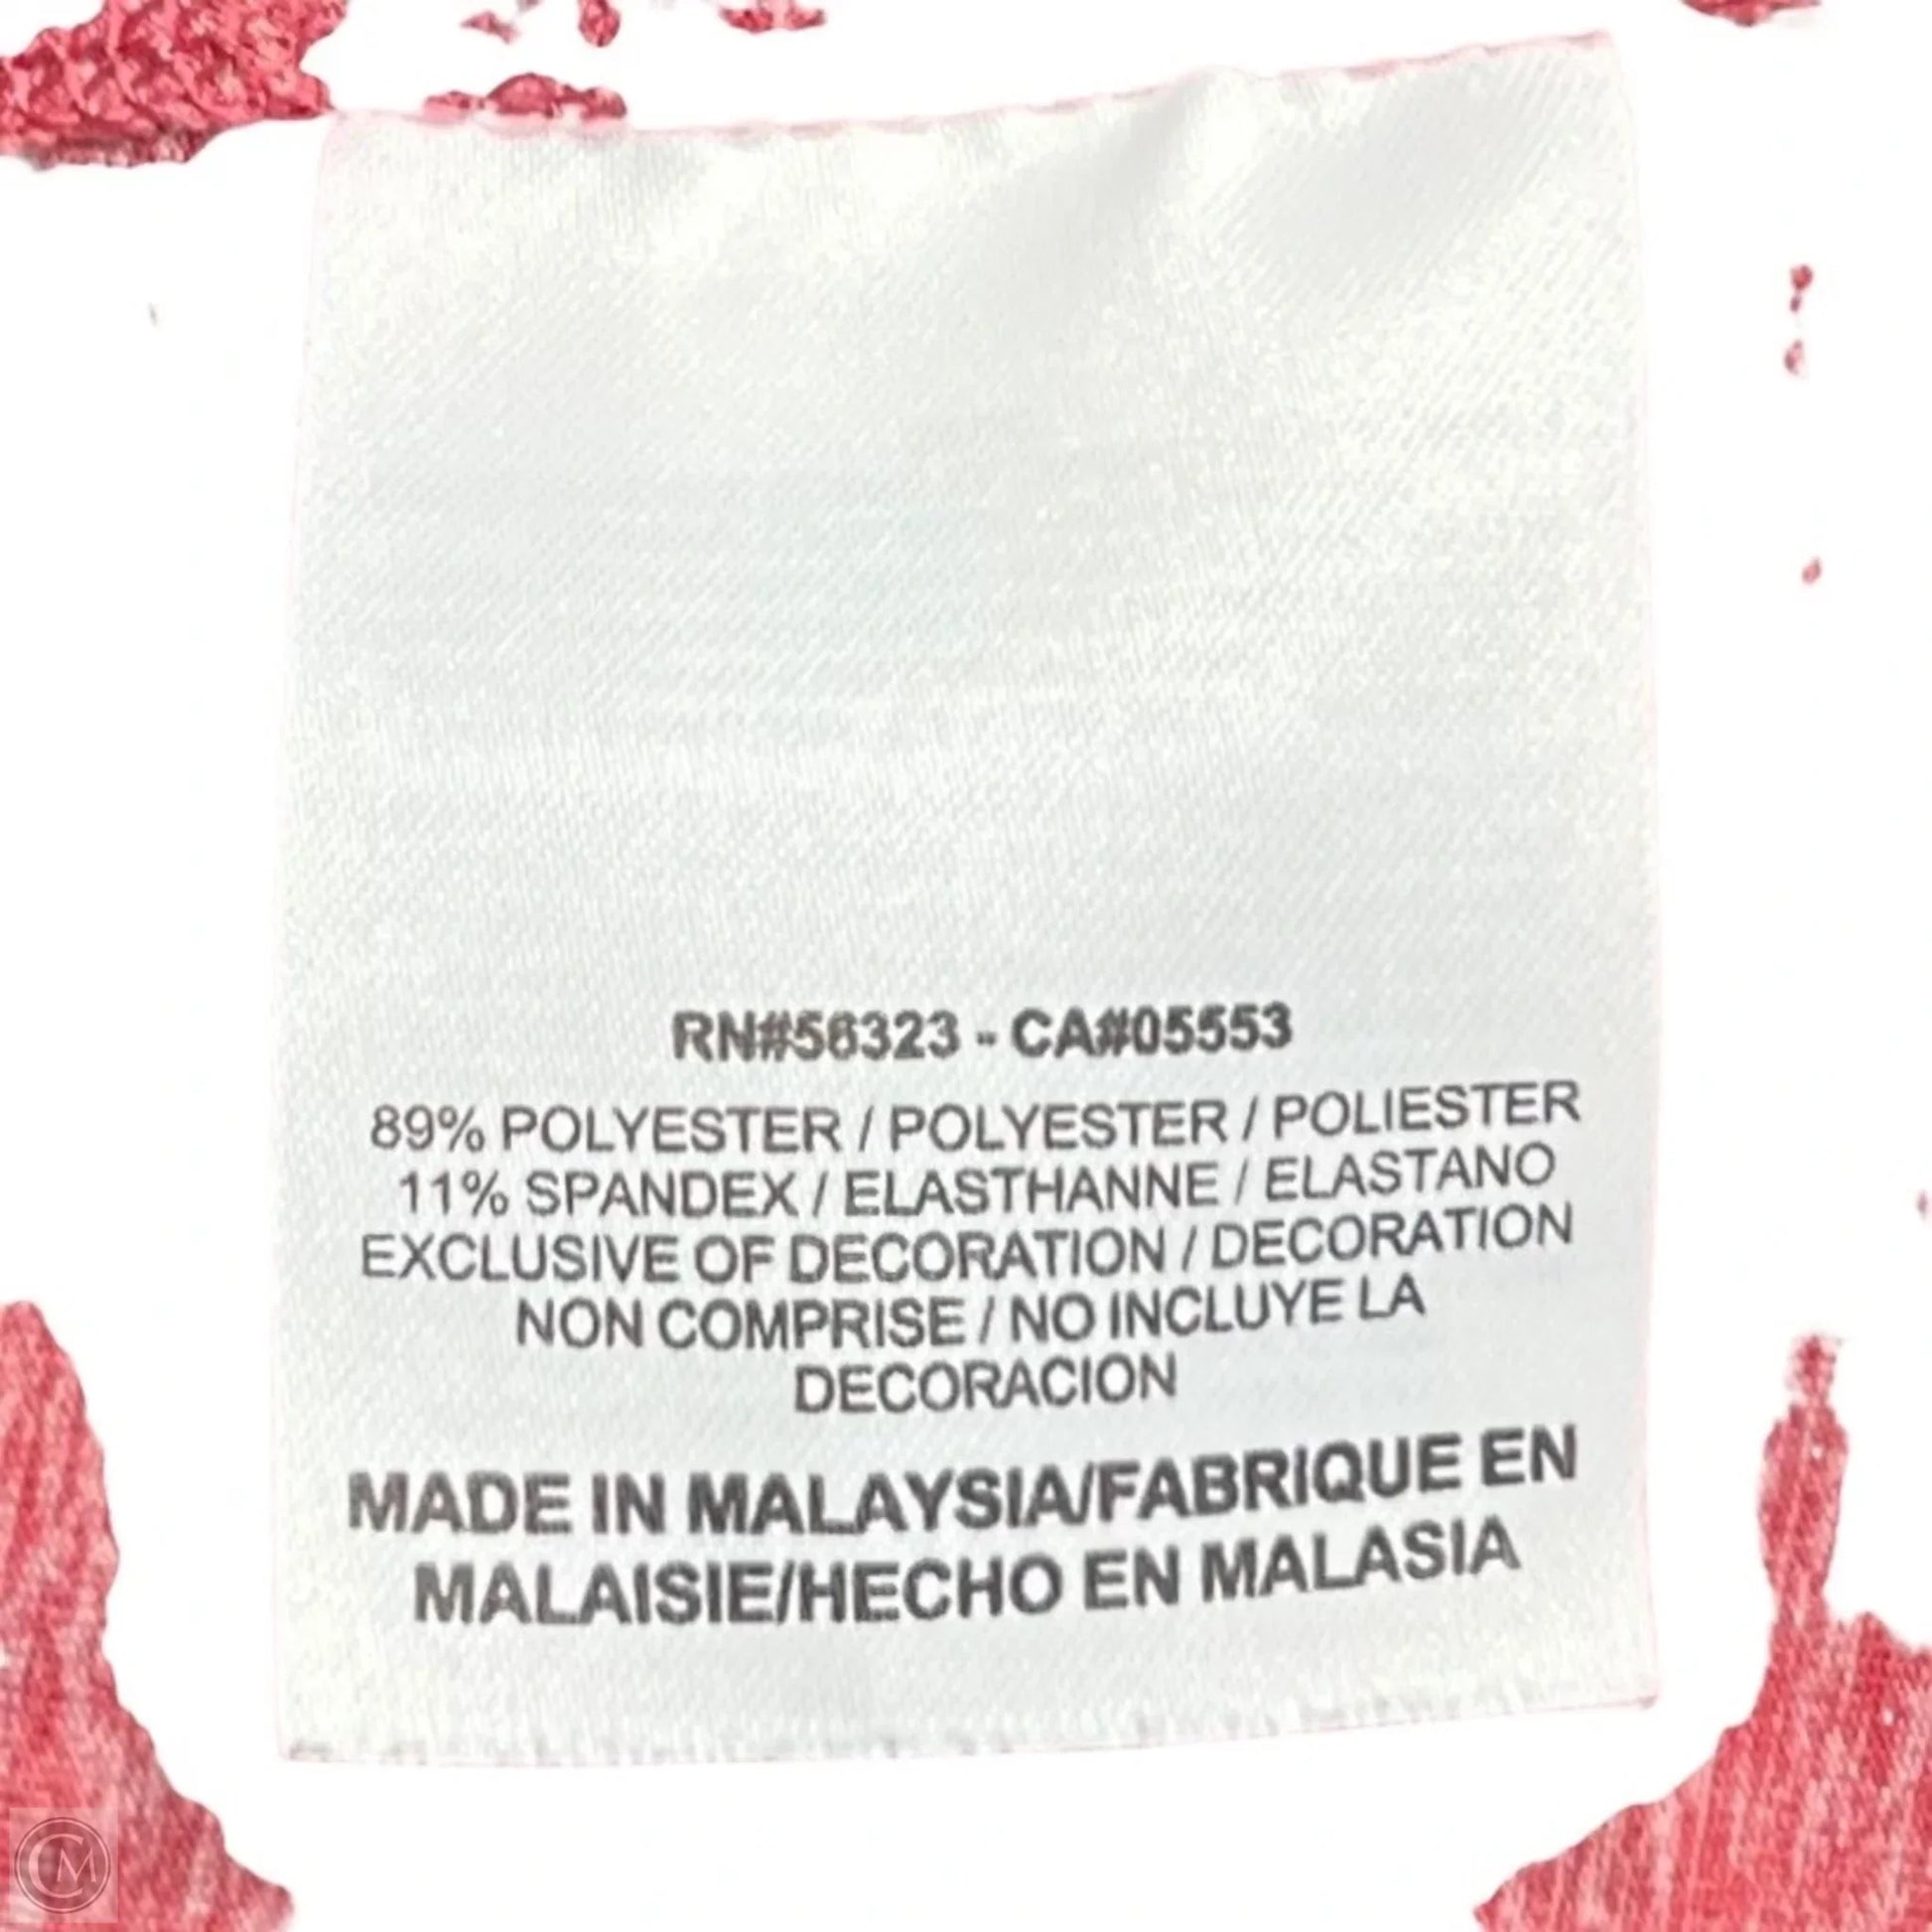 RN#56323 - CA#05553
89% POLYESTER / POLYESTER / POLIESTER
11% SPANDEX / ELASTHANNE / ELASTANO
EXCLUSIVE OF DECORATION / DECORATION
NON COMPRISE / NO INCLUYE LA
DECORACION
MADE IN MALAYSIA/FABRIQUE EN
MALAISIE/HECHO EN MALASIA
CM